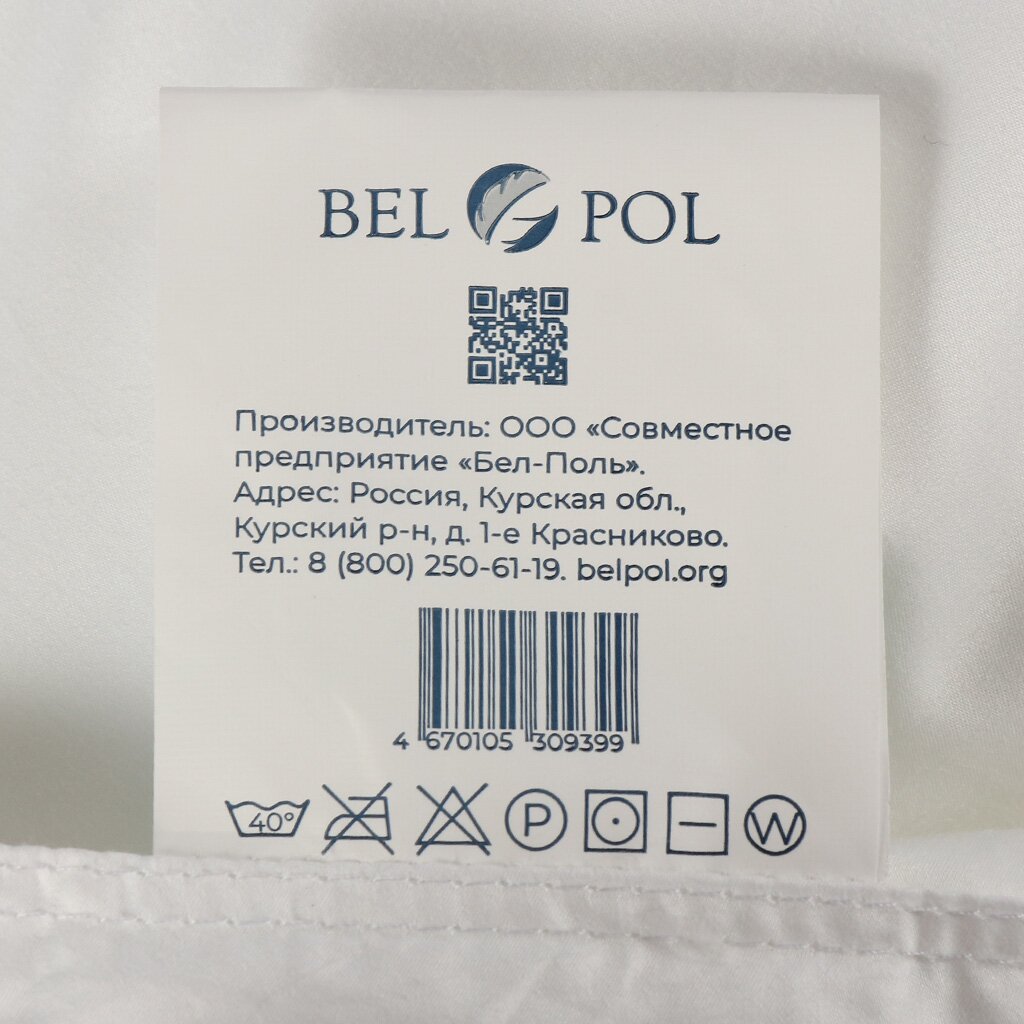 BEL POL
Производитель: ООО «Совместное
предприятие «Бел-Поль».
Адрес: Россия, Курская обл.,
Курский р-н, д. 1-е Красниково.
Тел.: 8 (800) 250-61-19. belpol.org
4 670105 309399
40° P W